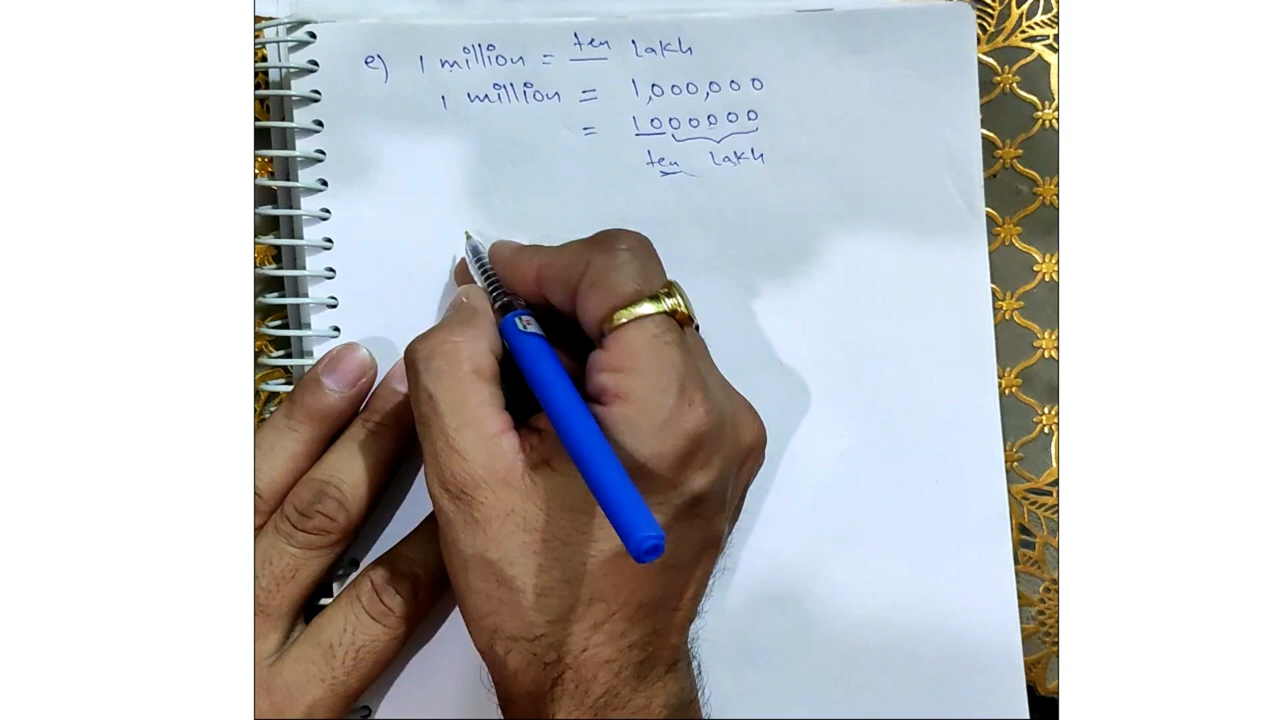 e) 1 million = ten lakh
1 million = 1,000,000
= 1000000
ten lakh